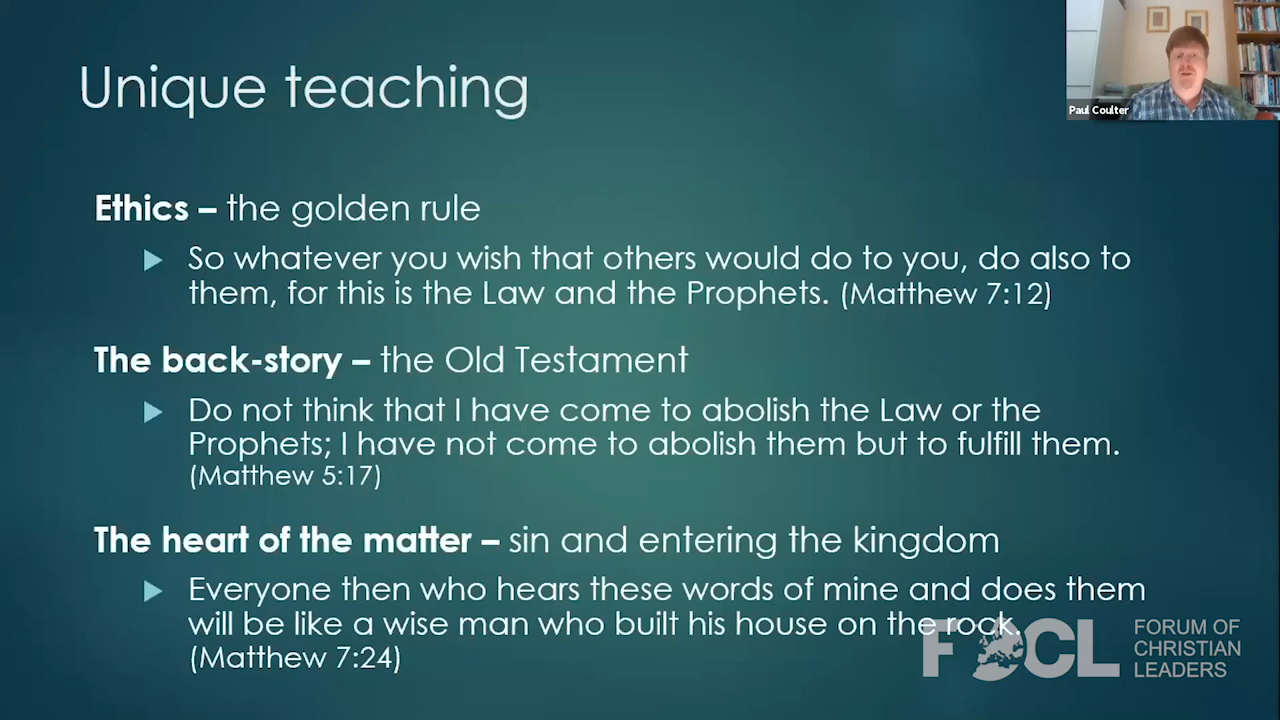 Unique teaching
Paul Coulter
Ethics – the golden rule
So whatever you wish that others would do to you, do also to
them, for this is the Law and the Prophets. (Matthew 7:12)
The back-story – the Old Testament
Do not think that I have come to abolish the Law or the
Prophets; I have not come to abolish them but to fulfill them.
(Matthew 5:17)
The heart of the matter – sin and entering the kingdom
Everyone then who hears these words of mine and does them
will be like a wise man who built his house on the rock.
(Matthew 7:24)
FOCL
FORUM OF
CHRISTIAN
LEADERS